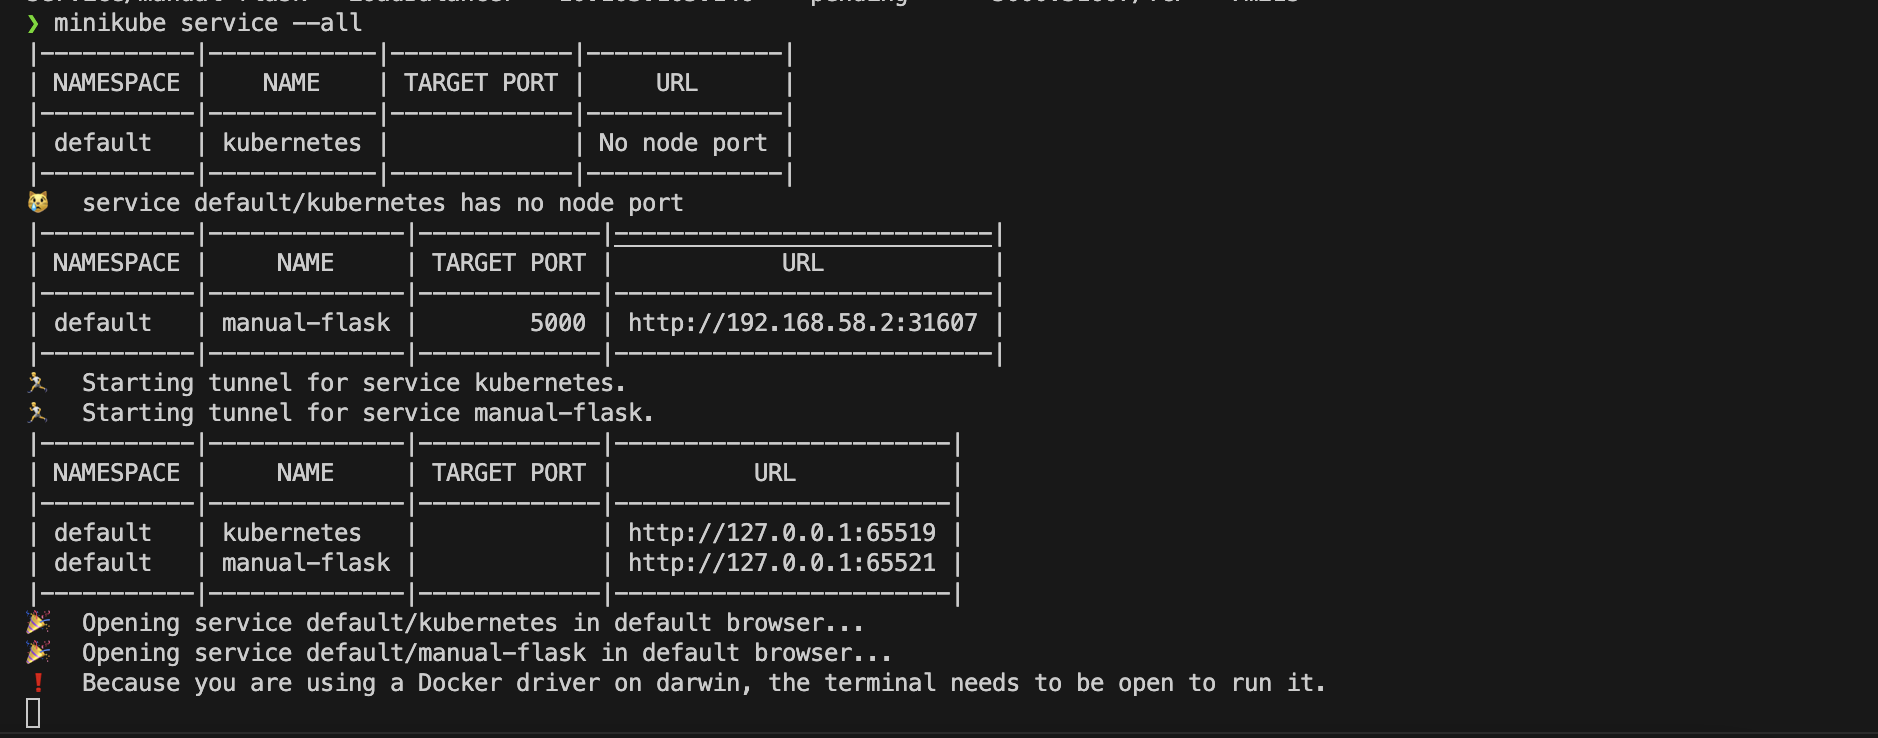 ❯ minikube service --all
|-----------|------------|-------------|--------------|
| NAMESPACE |    NAME    | TARGET PORT |     URL      |
|-----------|------------|-------------|--------------|
| default   | kubernetes |             | No node port |
|-----------|------------|-------------|--------------|
😿  service default/kubernetes has no node port
|-----------|--------------|-------------|---------------------------|
| NAMESPACE |     NAME     | TARGET PORT |            URL            |
|-----------|--------------|-------------|---------------------------|
| default   | manual-flask |        5000 | http://192.168.58.2:31607 |
|-----------|--------------|-------------|---------------------------|
🏃  Starting tunnel for service kubernetes.
🏃  Starting tunnel for service manual-flask.
|-----------|--------------|-------------|------------------------|
| NAMESPACE |     NAME     | TARGET PORT |          URL           |
|-----------|--------------|-------------|------------------------|
| default   | kubernetes   |             | http://127.0.0.1:65519 |
| default   | manual-flask |             | http://127.0.0.1:65521 |
|-----------|--------------|-------------|------------------------|
🎉  Opening service default/kubernetes in default browser...
🎉  Opening service default/manual-flask in default browser...
❗  Because you are using a Docker driver on darwin, the terminal needs to be open to run it.